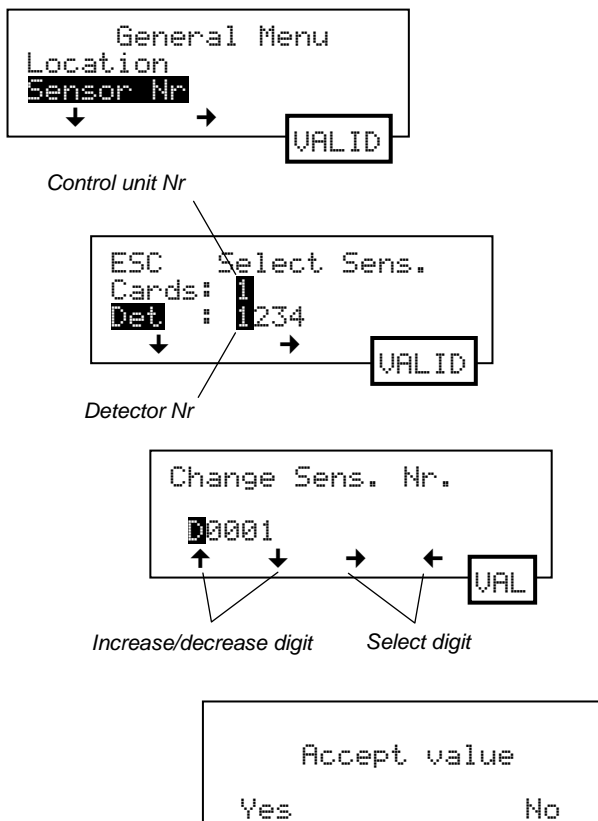 General Menu
Location
Sensor Nr
↓ →
VALID
Control unit Nr
ESC Select Sens.
Cards: 1
Det : 1234
↓ →
VALID
Detector Nr
Change Sens. Nr.
D0001
↑ ↓ → ←
VAL
Increase/decrease digit Select digit
Accept value
Yes No